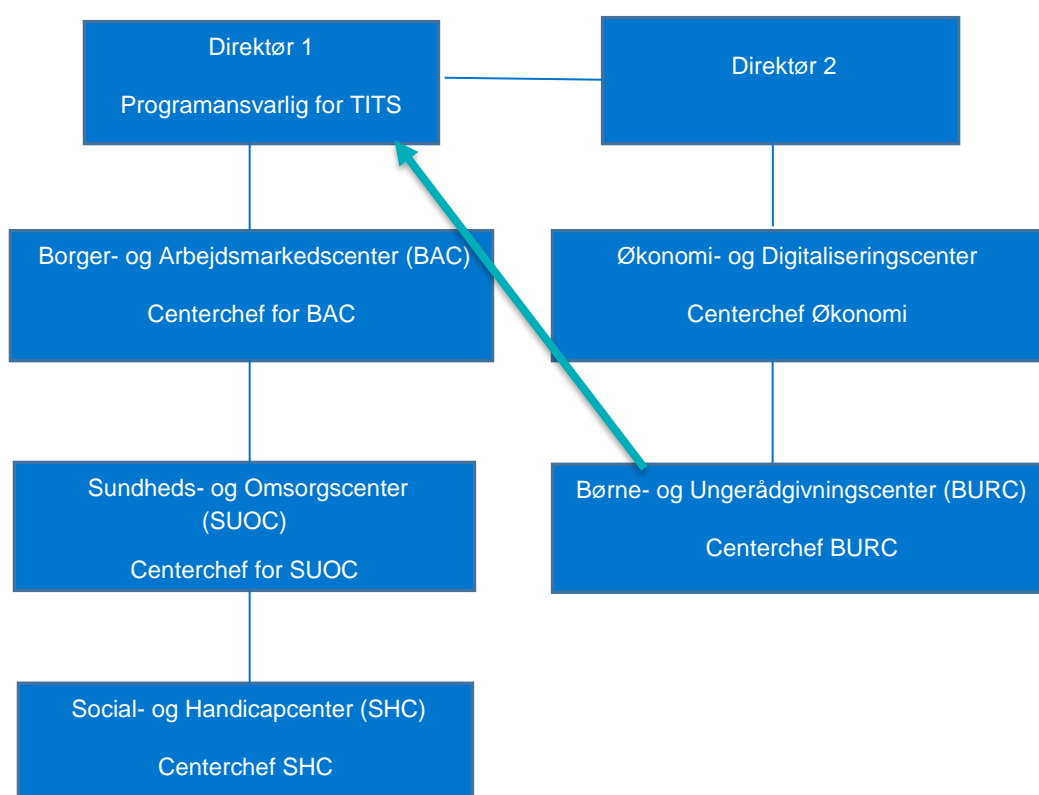 Direktør 1
Programansvarlig for TITS
Direktør 2
Borger- og Arbejdsmarkedscenter (BAC)
Centerchef for BAC
Økonomi- og Digitaliseringscenter
Centerchef Økonomi
Sundheds- og Omsorgscenter
(SUOC)
Centerchef for SUOC
Børne- og Ungerådgivningscenter (BURC)
Centerchef BURC
Social- og Handicapcenter (SHC)
Centerchef SHC